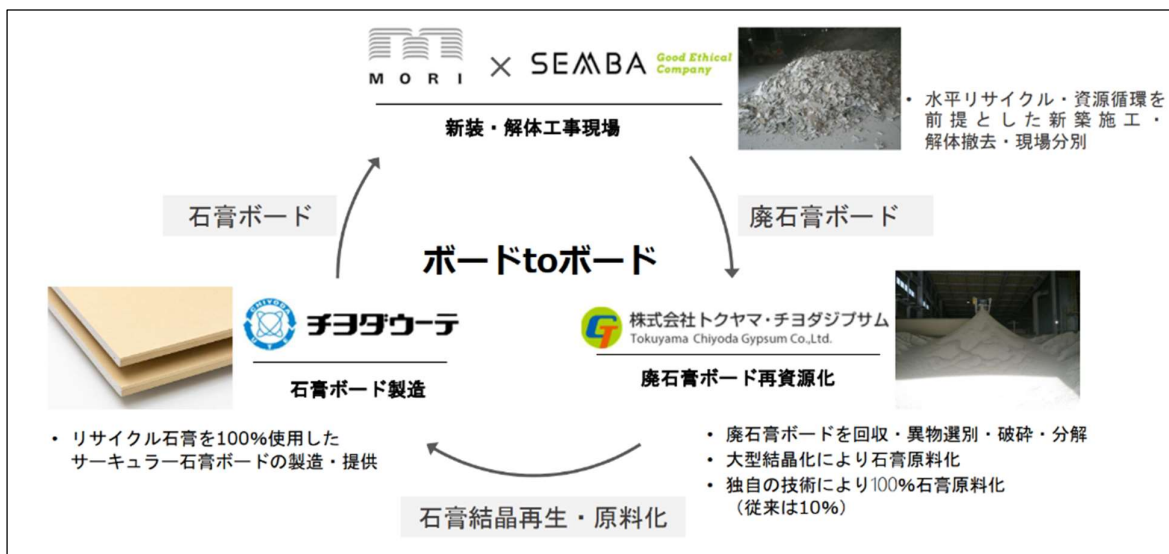 MORI × SEMBA Good Ethical Company
新装・解体工事現場
• 水平リサイクル・資源循環を
前提とした新築施工・
解体撤去・現場分別
石膏ボード
廃石膏ボード
ボードtoボード
CHIYODA UTE
チヨダウーテ
石膏ボード製造
GT 株式会社トクヤマ・チヨダジプサム
Tokuyama Chiyoda Gypsum Co.,Ltd.
廃石膏ボード再資源化
• リサイクル石膏を100%使用した
サーキュラー石膏ボードの製造・提供
• 廃石膏ボードを回収・異物選別・破砕・分解
• 大型結晶化により石膏原料化
• 独自の技術により100%石膏原料化
（従来は10%）
石膏結晶再生・原料化